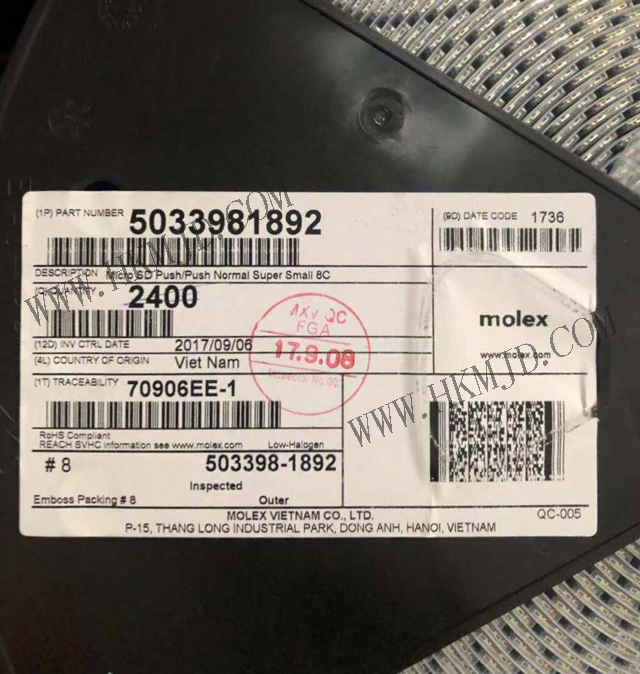 (1P) PART NUMBER 5033981892
(9D) DATE CODE 1736
DESCRIPTION Micro SD Push/Push Normal Super Small 8C
(Q) QUANTITY 2400
molex
www.molex.com
(12D) INV CTRL DATE 2017/09/06
(4L) COUNTRY OF ORIGIN Viet Nam
QC
FGA
17.9.08
Inspector No.
(1T) TRACEABILITY 70906EE-1
RoHS Compliant
REACH SVHC information see www.molex.com Low-Halogen
# 8 503398-1892
Inspected
Emboss Packing # 8 Outer
MOLEX VIETNAM CO., LTD.
P-15, THANG LONG INDUSTRIAL PARK, DONG ANH, HANOI, VIETNAM
QC-005
WWW.HKMJD.COM
WWW.HKMJD.COM